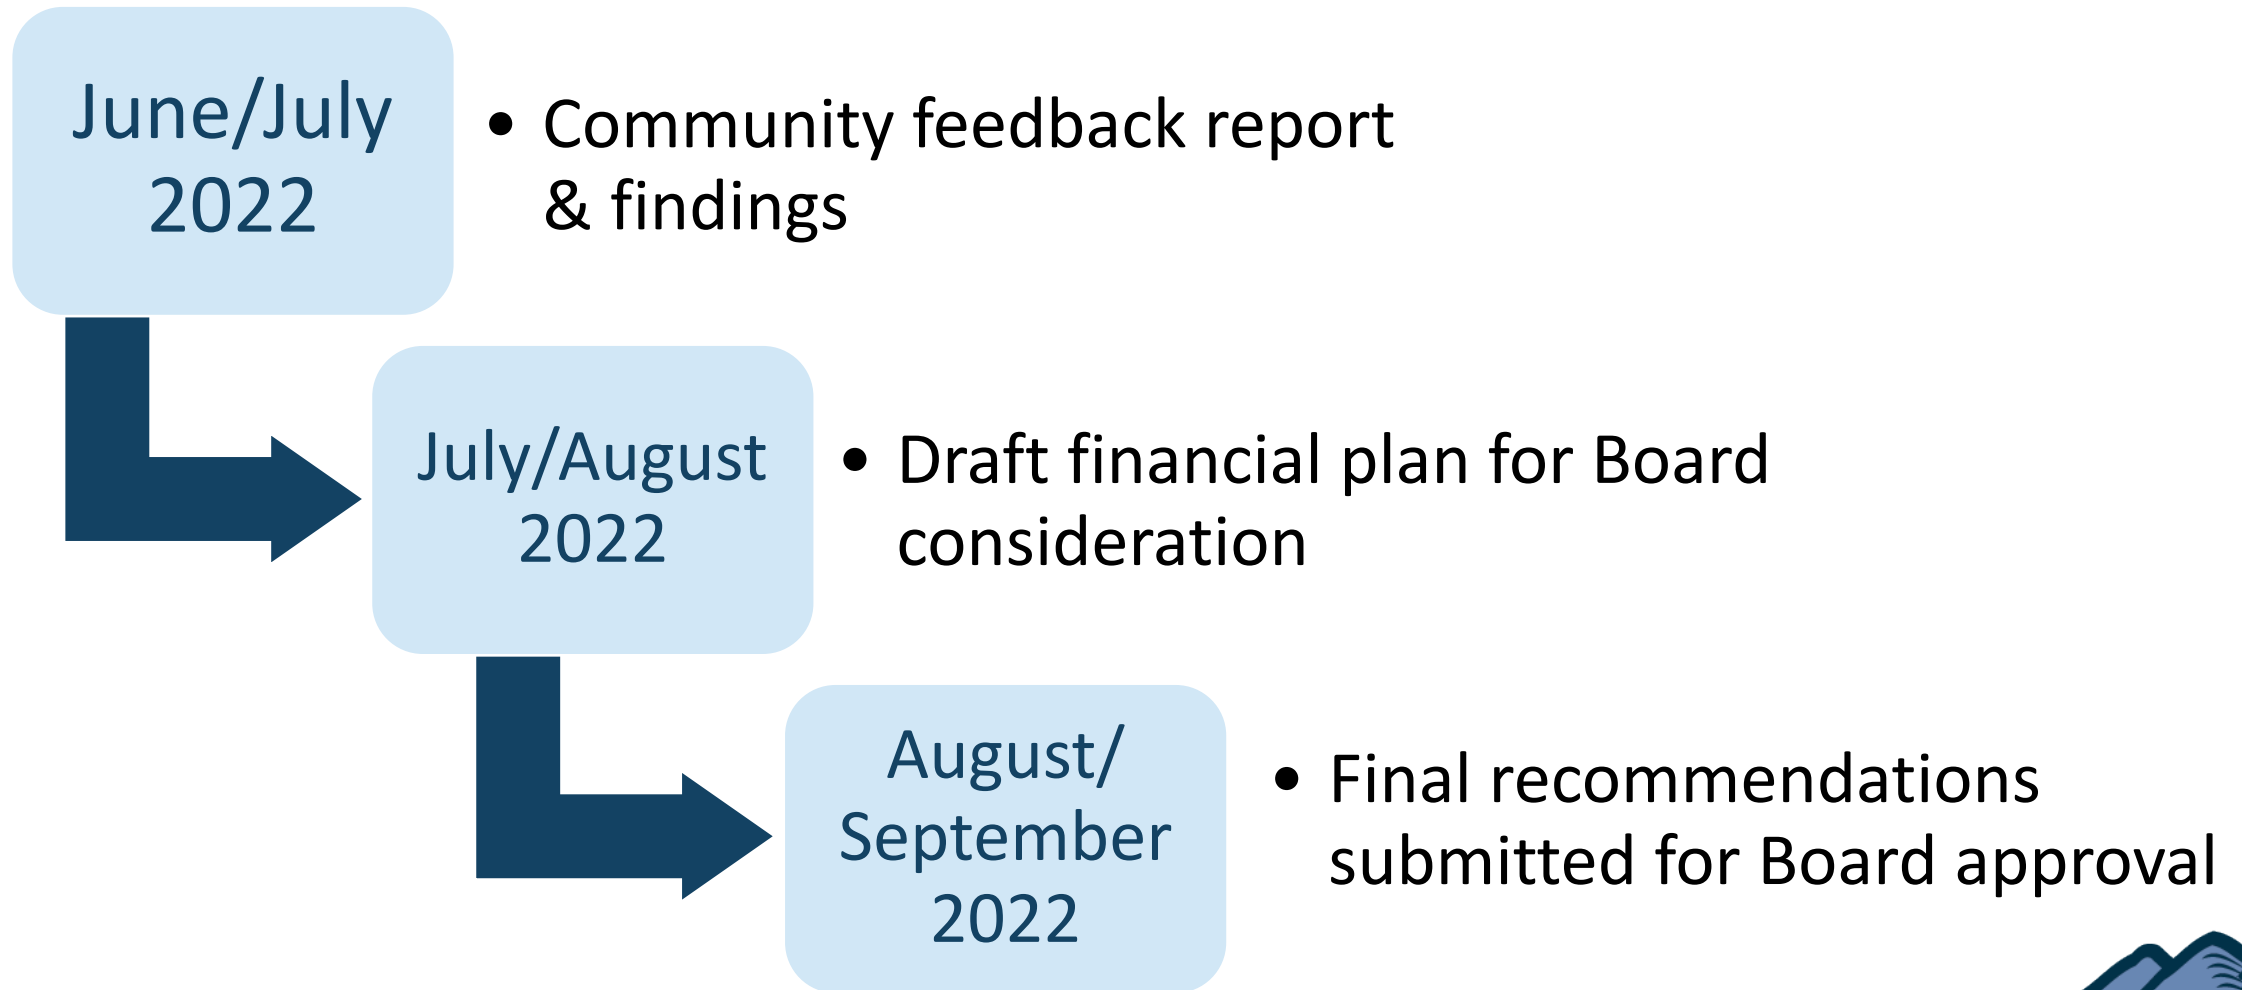 June/July
2022
• Community feedback report
& findings
July/August
2022
• Draft financial plan for Board
consideration
August/
September
2022
• Final recommendations
submitted for Board approval